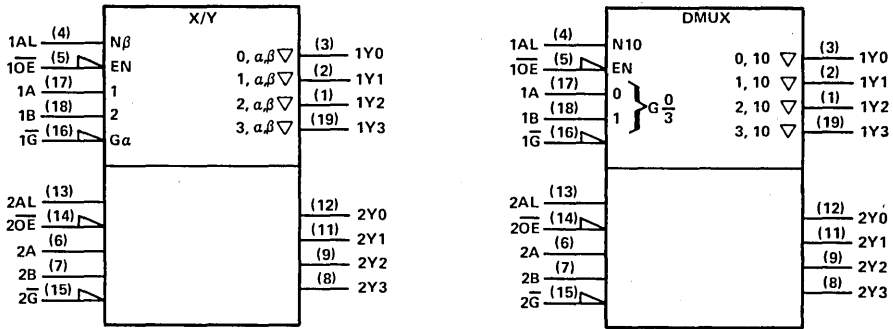 X/Y
1AL (4) Nβ
1OE (5) EN
1A (17) 1
1B (18) 2
1G (16) Gα
0, α,β▽ (3) 1Y0
1, α,β▽ (2) 1Y1
2, α,β▽ (1) 1Y2
3, α,β▽ (19) 1Y3
2AL (13)
2OE (14)
2A (6)
2B (7)
2G (15)
(12) 2Y0
(11) 2Y1
(9) 2Y2
(8) 2Y3
DMUX
1AL (4) N10
1OE (5) EN
1A (17) 0
1B (18) 1
} G 0/3
1G (16)
0, 10 ▽ (3) 1Y0
1, 10 ▽ (2) 1Y1
2, 10 ▽ (1) 1Y2
3, 10 ▽ (19) 1Y3
2AL (13)
2OE (14)
2A (6)
2B (7)
2G (15)
(12) 2Y0
(11) 2Y1
(9) 2Y2
(8) 2Y3